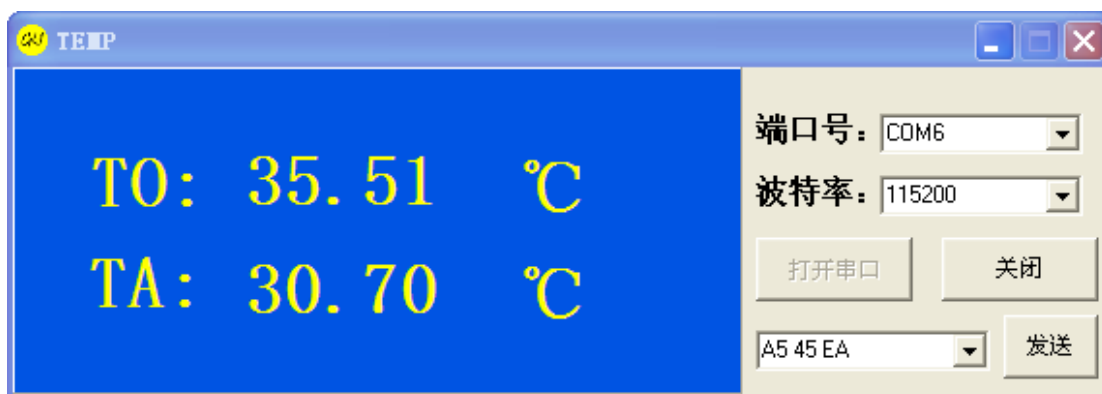 TEMP
TO: 35.51 ℃
TA: 30.70 ℃
端口号: COM6
波特率: 115200
打开串口
关闭
A5 45 EA
发送